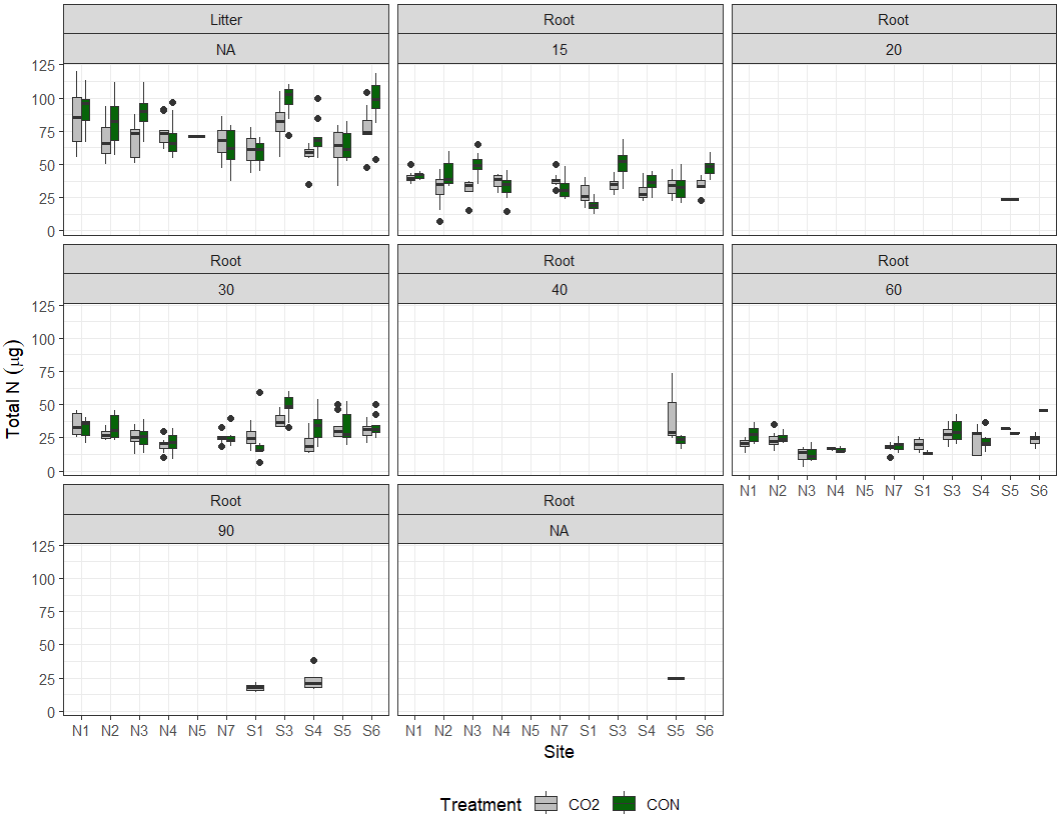 Litter Root Root
NA 15 20
125
100
75
50
25
0
Root Root Root
30 40 60
125
100
75
50
25
0
Total N (μg)
N1 N2 N3 N4 N5 N7 S1 S3 S4 S5 S6
Root Root
90 NA
125
100
75
50
25
0
N1 N2 N3 N4 N5 N7 S1 S3 S4 S5 S6 N1 N2 N3 N4 N5 N7 S1 S3 S4 S5 S6
Site
Treatment CO2 CON